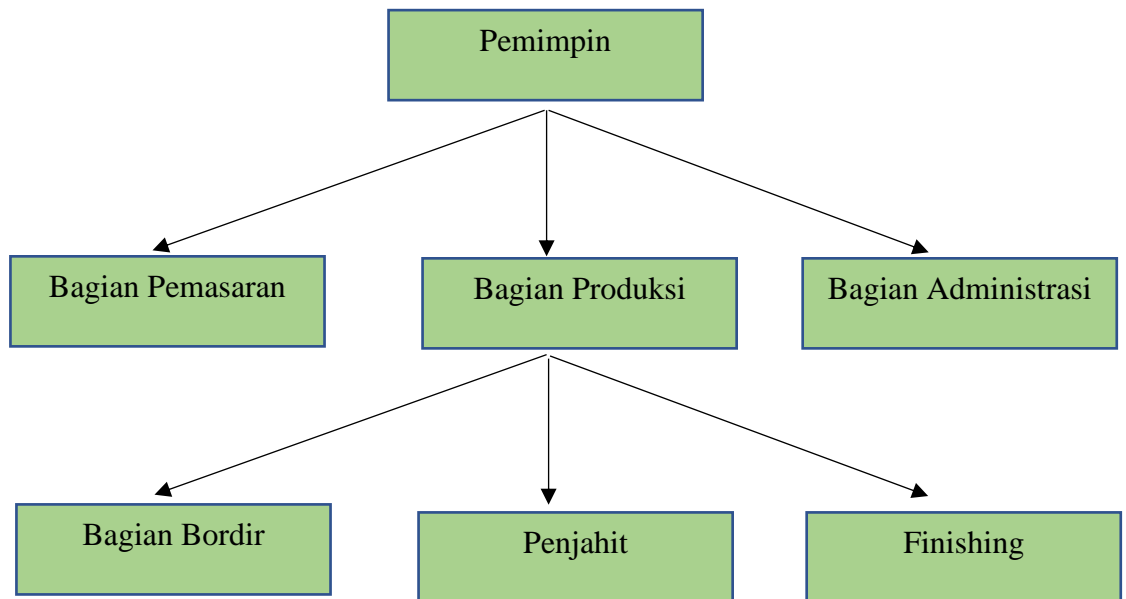 Pemimpin
Bagian Pemasaran
Bagian Produksi
Bagian Administrasi
Bagian Bordir
Penjahit
Finishing